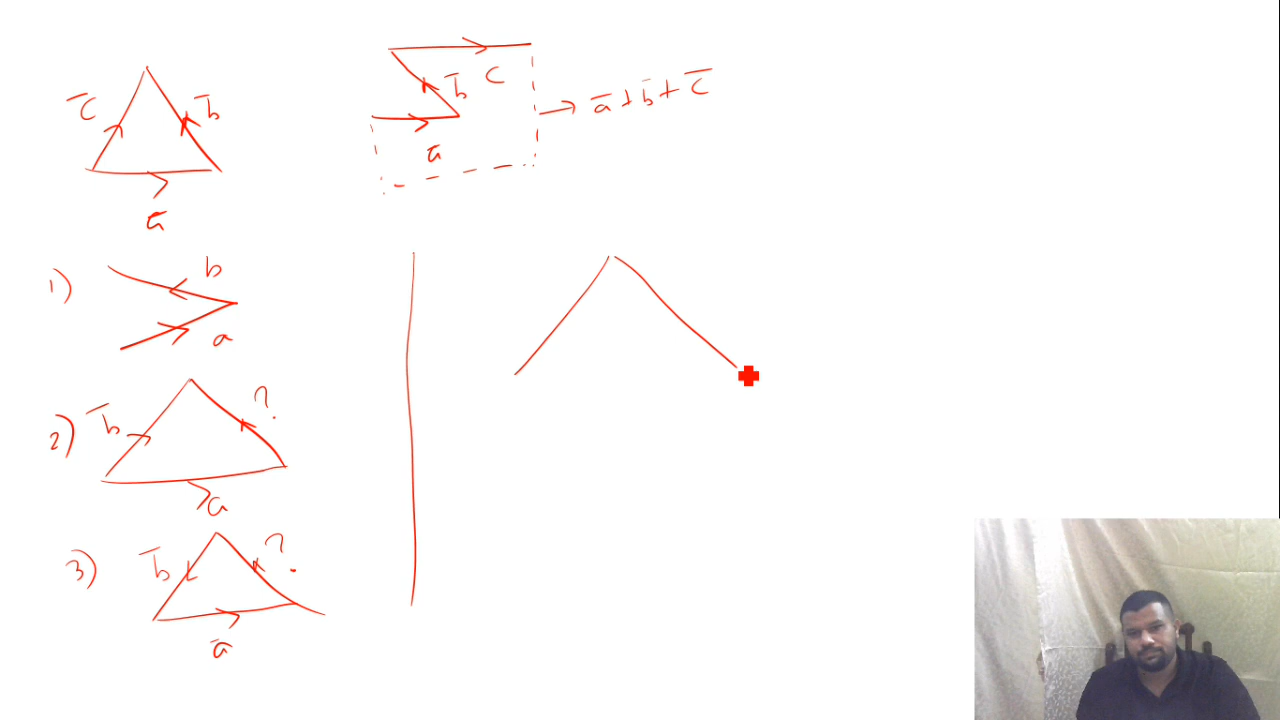 c̅ b̅
a̅
b̅ c
a̅
→ a̅ + b̅ + c̅
1) b
a
2) b̅ ?
a
3) b̅ ?
a̅